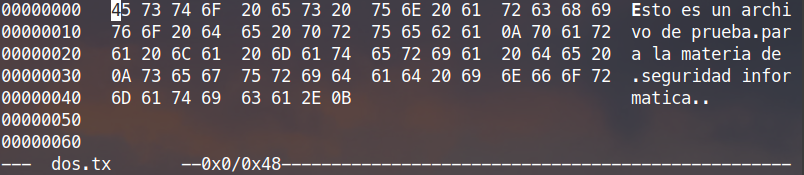 00000000 45 73 74 6F 20 65 73 20 75 6E 20 61 72 63 68 69 Esto es un archi
00000010 76 6F 20 64 65 20 70 72 75 65 62 61 0A 70 61 72 vo de prueba.par
00000020 61 20 6C 61 20 6D 61 74 65 72 69 61 20 64 65 20 a la materia de
00000030 0A 73 65 67 75 72 69 64 61 64 20 69 6E 66 6F 72 .seguridad infor
00000040 6D 61 74 69 63 61 2E 0B matica..
00000050
00000060
--- dos.tx --0x0/0x48---------------------------------------------------